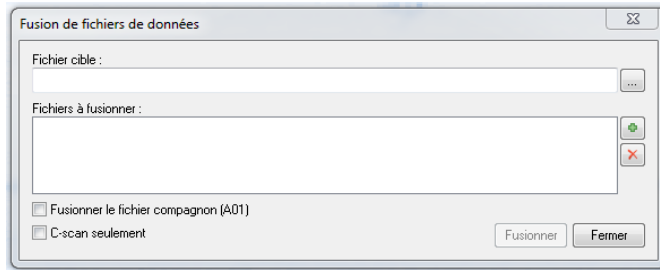 Fusion de fichiers de données
Fichier cible :
...
Fichiers à fusionner :
Fusionner le fichier compagnon (A01)
C-scan seulement
Fusionner
Fermer